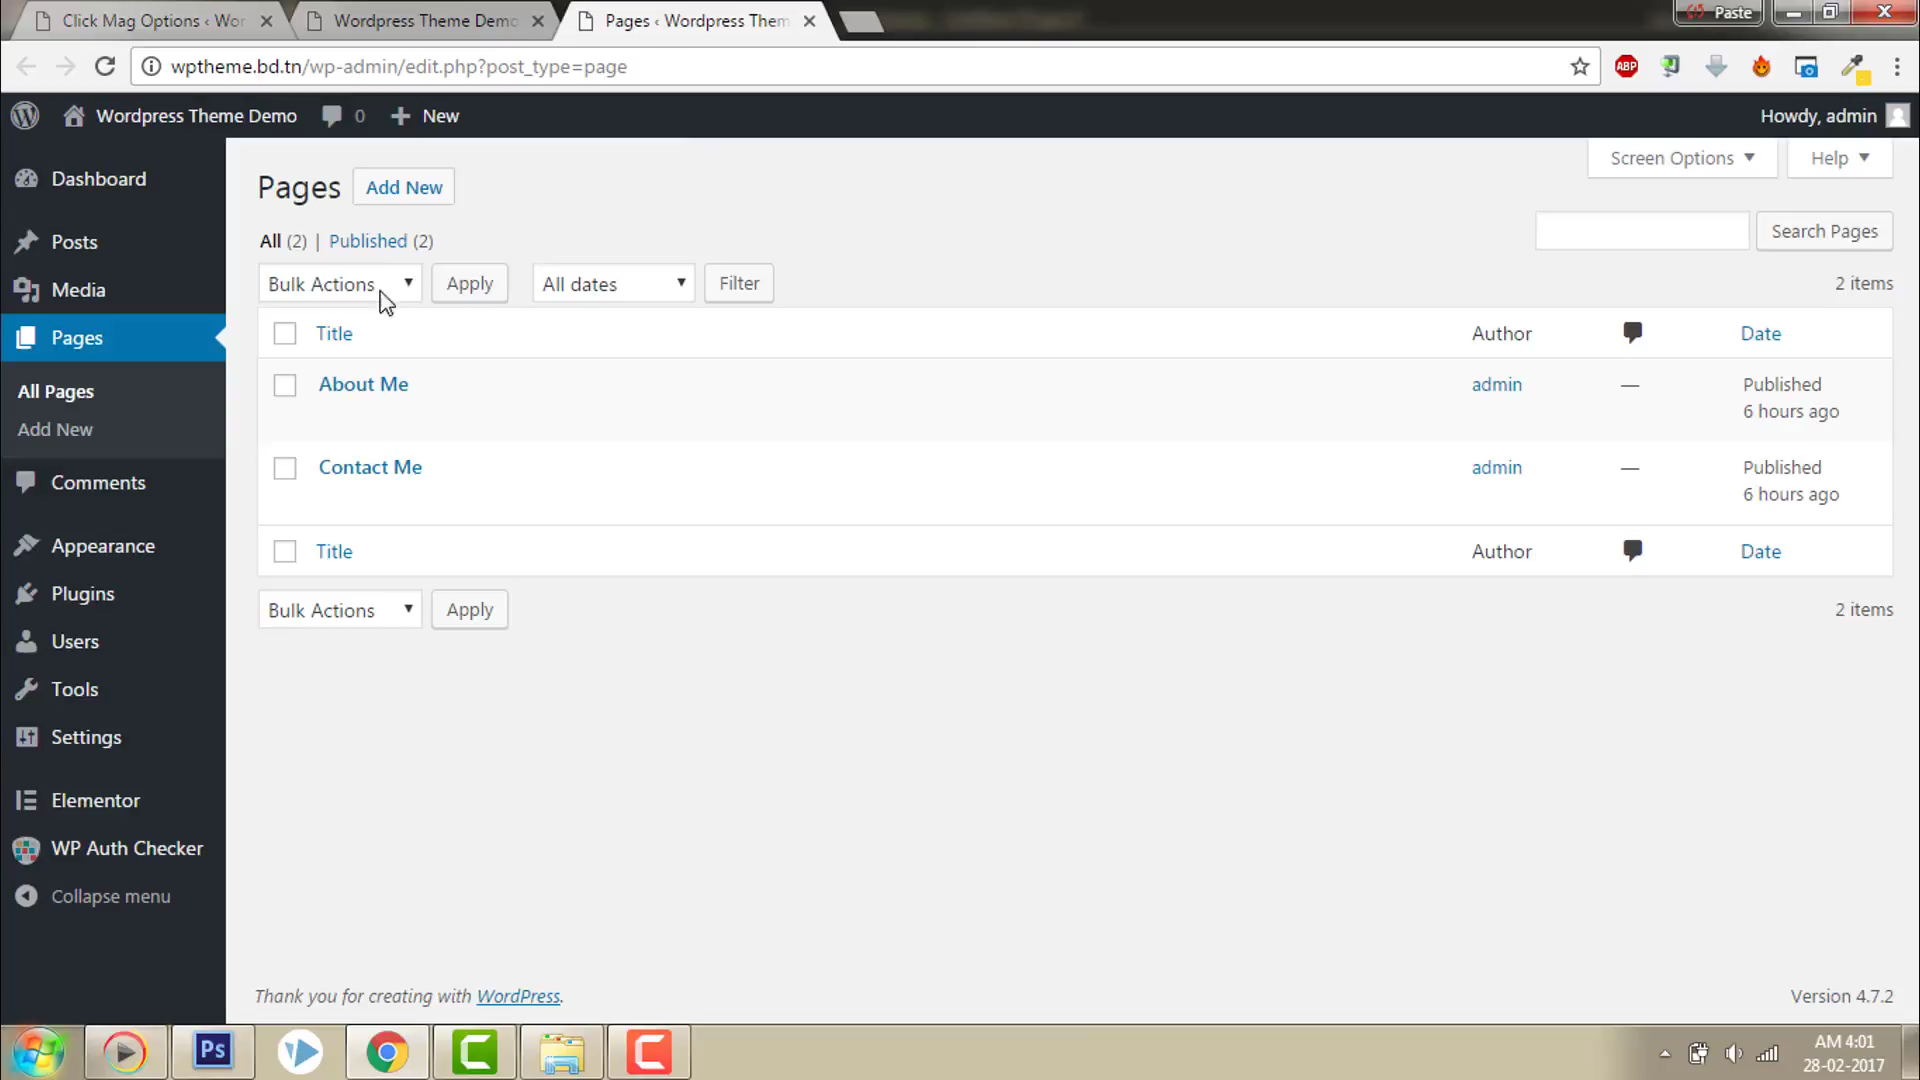 Click Mag Options ‹ Wor
Wordpress Theme Demo
Pages ‹ Wordpress Them
Paste
wptheme.bd.tn/wp-admin/edit.php?post_type=page
ABP
Wordpress Theme Demo
0
New
Howdy, admin
Dashboard
Posts
Media
Pages
All Pages
Add New
Comments
Appearance
Plugins
Users
Tools
Settings
Elementor
WP Auth Checker
Collapse menu
Pages
Add New
Screen Options
Help
All (2) | Published (2)
Search Pages
Bulk Actions
Apply
All dates
Filter
2 items
Title
Author
Date
About Me
admin
—
Published
6 hours ago
Contact Me
admin
—
Published
6 hours ago
Title
Author
Date
Bulk Actions
Apply
2 items
Thank you for creating with WordPress.
Version 4.7.2
Ps
AM 4:01
28-02-2017